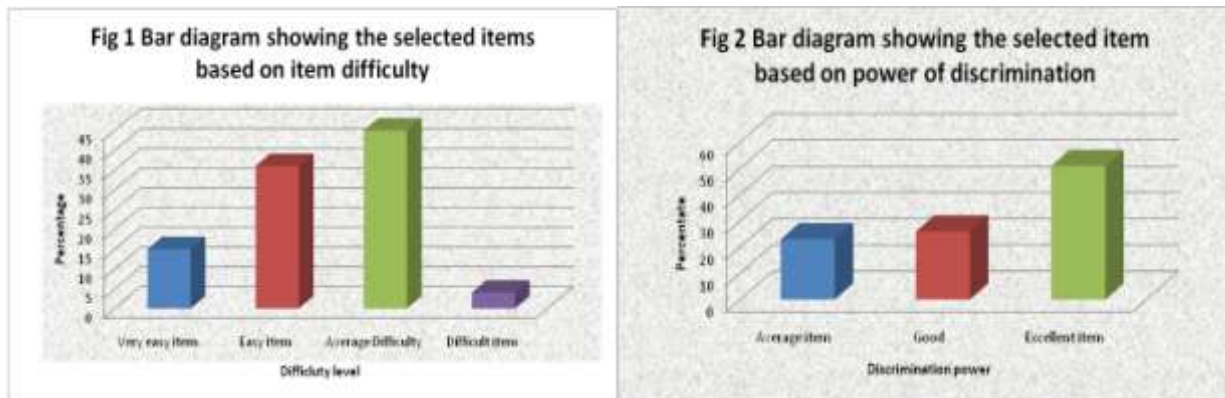 Fig 1 Bar diagram showing the selected items
based on item difficulty
45
40
35
30
25
20
15
10
5
0
Percentage
Very easy item
Easy item
Average Difficulty
Difficult item
Difficluty level
Fig 2 Bar diagram showing the selected item
based on power of discrimination
60
50
40
30
20
10
0
Percentate
Average item
Good
Excellent item
Discrimination power